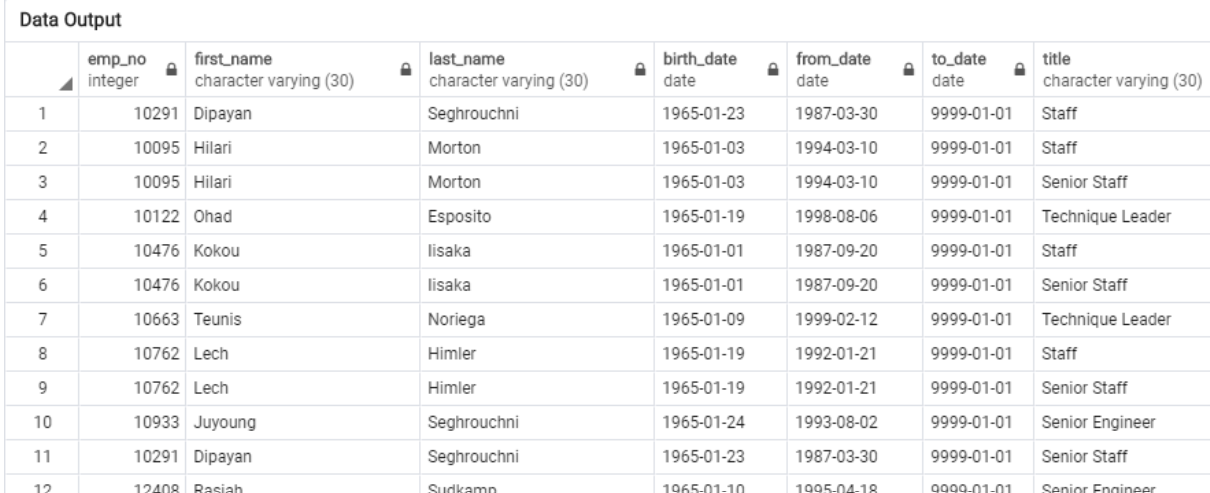 Data Output
emp_no first_name last_name birth_date from_date to_date title
integer character varying (30) character varying (30) date date date character varying (30)
1 10291 Dipayan Seghrouchni 1965-01-23 1987-03-30 9999-01-01 Staff
2 10095 Hilari Morton 1965-01-03 1994-03-10 9999-01-01 Staff
3 10095 Hilari Morton 1965-01-03 1994-03-10 9999-01-01 Senior Staff
4 10122 Ohad Esposito 1965-01-19 1998-08-06 9999-01-01 Technique Leader
5 10476 Kokou Iisaka 1965-01-01 1987-09-20 9999-01-01 Staff
6 10476 Kokou Iisaka 1965-01-01 1987-09-20 9999-01-01 Senior Staff
7 10663 Teunis Noriega 1965-01-09 1999-02-12 9999-01-01 Technique Leader
8 10762 Lech Himler 1965-01-19 1992-01-21 9999-01-01 Staff
9 10762 Lech Himler 1965-01-19 1992-01-21 9999-01-01 Senior Staff
10 10933 Juyoung Seghrouchni 1965-01-24 1993-08-02 9999-01-01 Senior Engineer
11 10291 Dipayan Seghrouchni 1965-01-23 1987-03-30 9999-01-01 Senior Staff
12 12408 Rasiah Sudkamp 1965-01-10 1995-04-18 9999-01-01 Senior Engineer